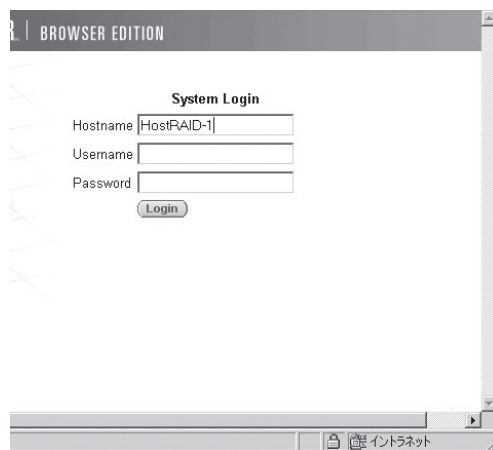 BROWSER EDITION
System Login
Hostname HostRAID-1
Username
Password
Login
イントラネット